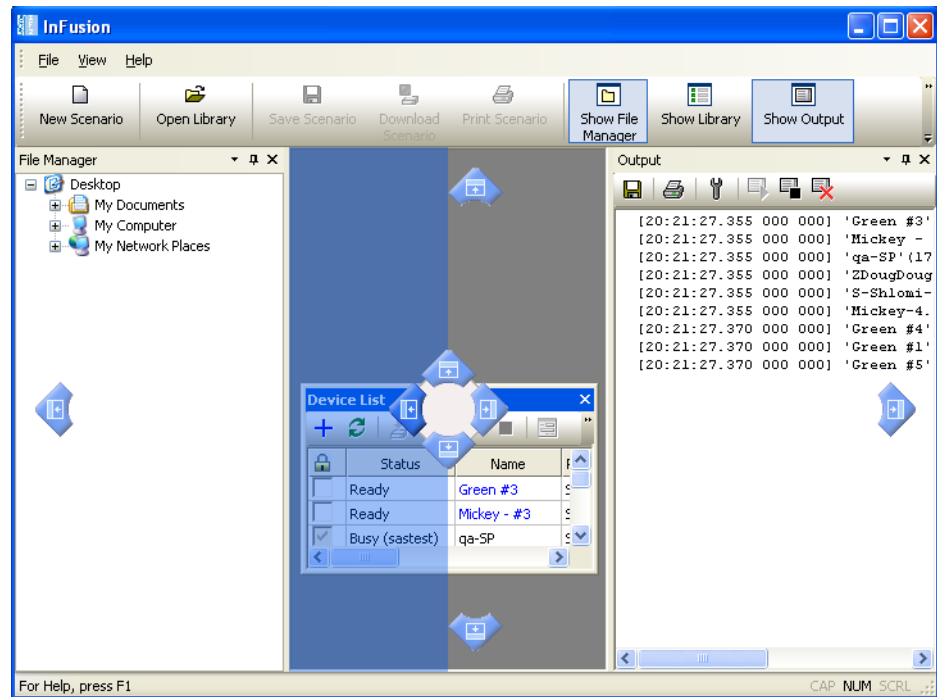 InFusion
File View Help
New Scenario Open Library Save Scenario Download Scenario Print Scenario Show File Manager Show Library Show Output
File Manager
Desktop
My Documents
My Computer
My Network Places
Output
[20:21:27.355 000 000] 'Green #3'
[20:21:27.355 000 000] 'Mickey -
[20:21:27.355 000 000] 'qa-SP'(17
[20:21:27.355 000 000] 'ZDougDoug
[20:21:27.355 000 000] 'S-Shlomi-
[20:21:27.355 000 000] 'Mickey-4.
[20:21:27.370 000 000] 'Green #4'
[20:21:27.370 000 000] 'Green #1'
[20:21:27.370 000 000] 'Green #5'
Device List
Status Name
Ready Green #3
Ready Mickey - #3
Busy (sastest) qa-SP
For Help, press F1
CAP NUM SCRL